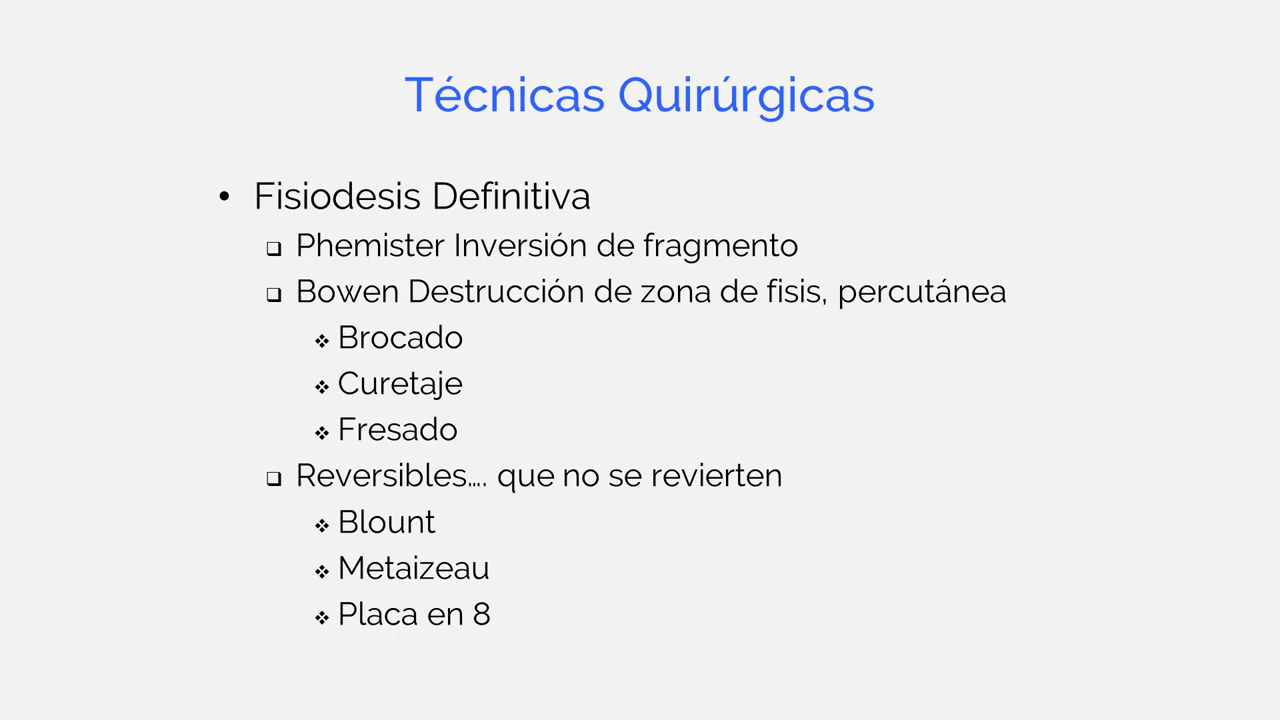 Técnicas Quirúrgicas
• Fisiodesis Definitiva
❑ Phemister Inversión de fragmento
❑ Bowen Destrucción de zona de fisis, percutánea
❖ Brocado
❖ Curetaje
❖ Fresado
❑ Reversibles…. que no se revierten
❖ Blount
❖ Metaizeau
❖ Placa en 8